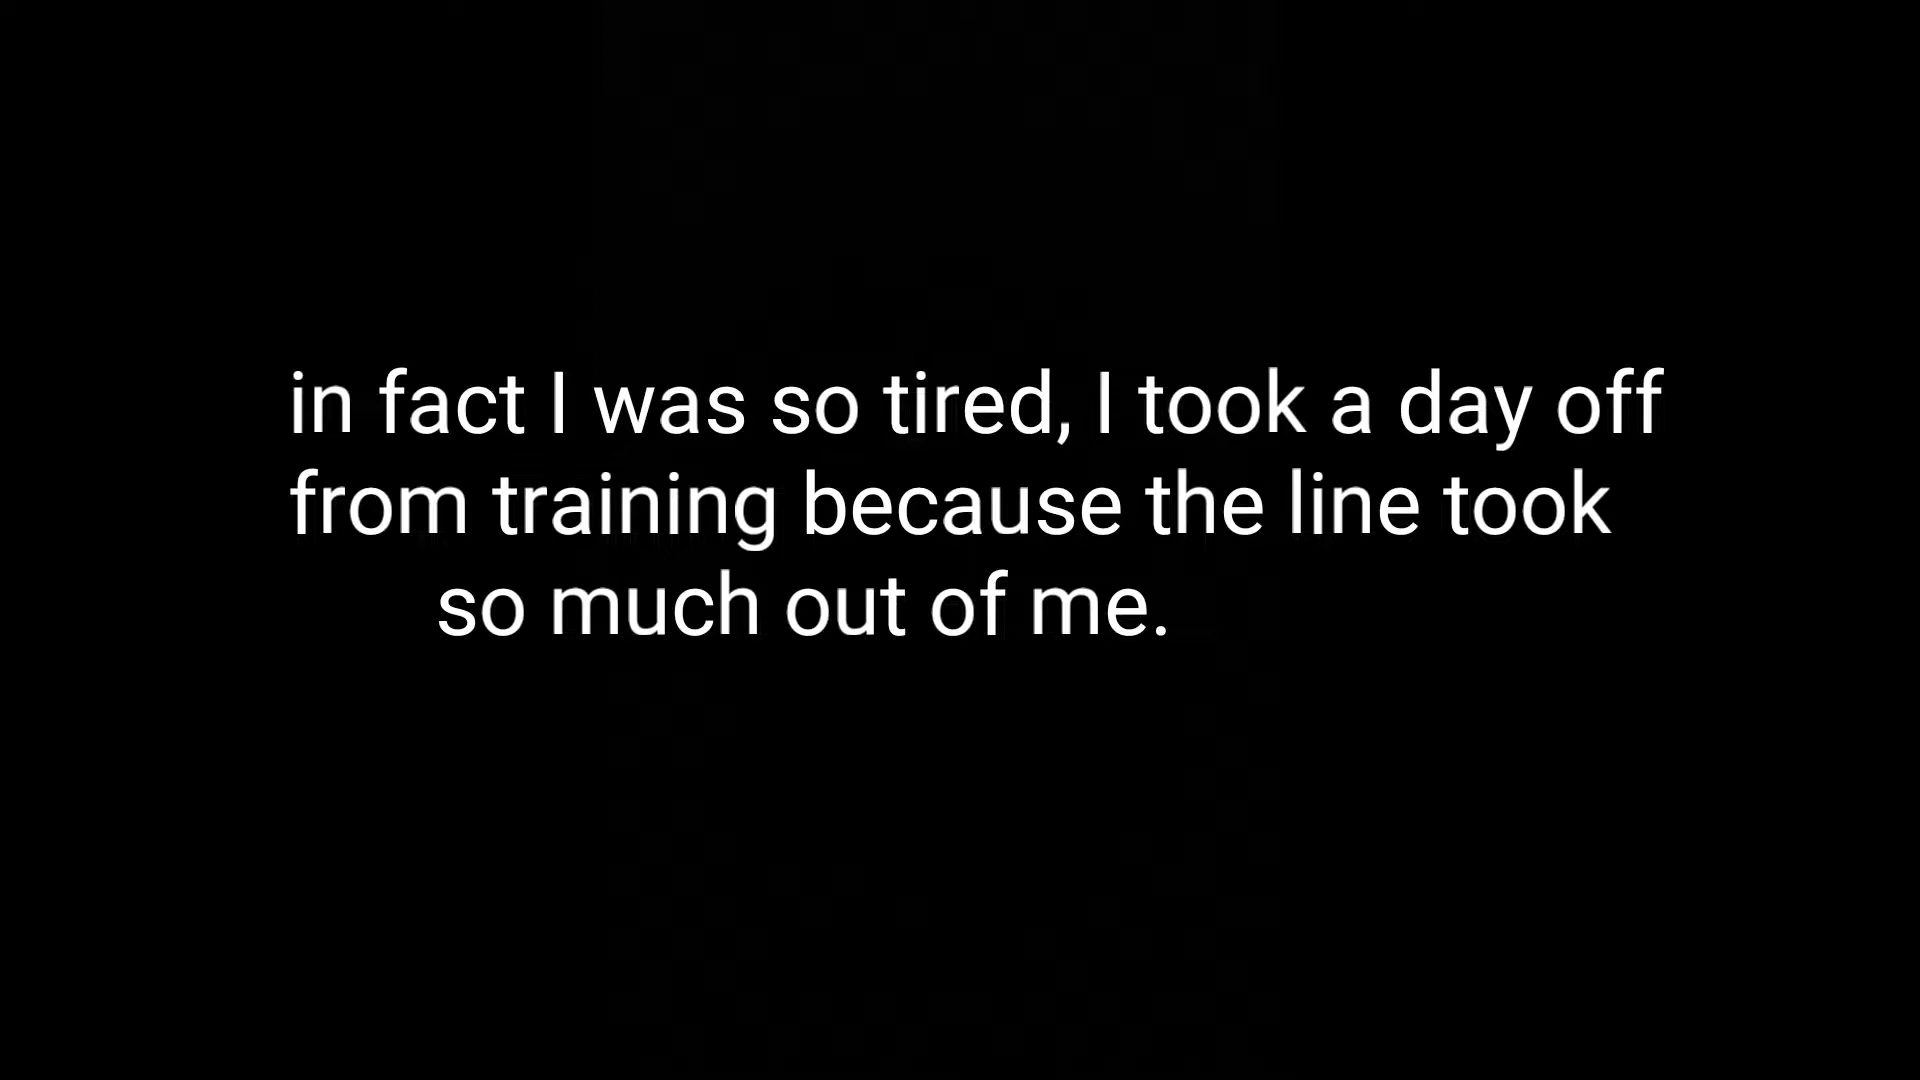 in fact I was so tired, I took a day off
from training because the line took
so much out of me.